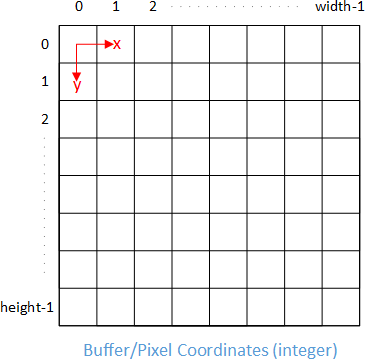 0 1 2 width-1
0
x
1
y
2
height-1
Buffer/Pixel Coordinates (integer)